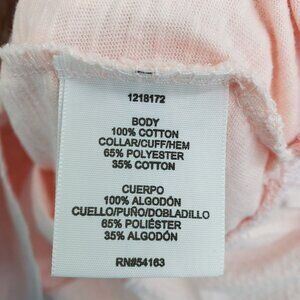 1218172
BODY
100% COTTON
COLLAR/CUFF/HEM
65% POLYESTER
35% COTTON
CUERPO
100% ALGODÓN
CUELLO/PUÑO/DOBLADILLO
65% POLIÉSTER
35% ALGODÓN
RN#54163